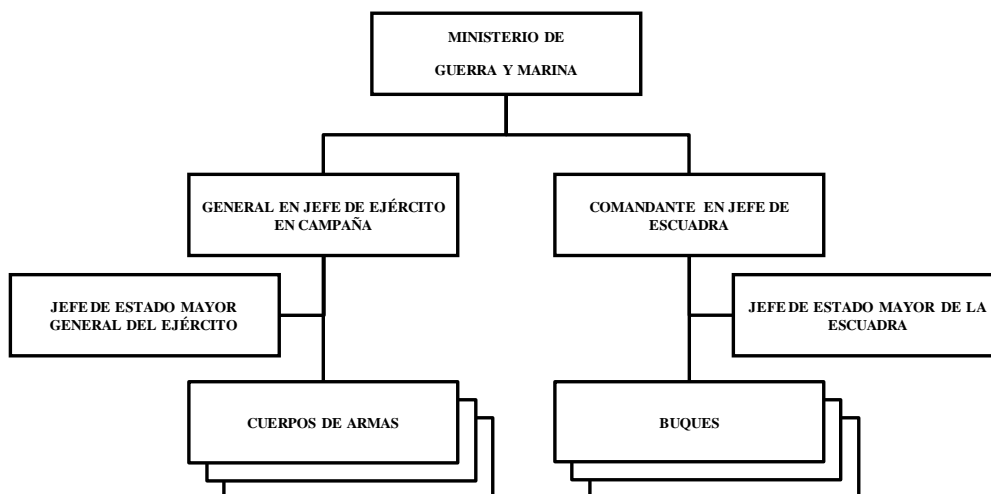 MINISTERIO DE
GUERRA Y MARINA
GENERAL EN JEFE DE EJÉRCITO
EN CAMPAÑA
COMANDANTE EN JEFE DE
ESCUADRA
JEFE DE ESTADO MAYOR
GENERAL DEL EJÉRCITO
JEFE DE ESTADO MAYOR DE LA
ESCUADRA
CUERPOS DE ARMAS
BUQUES